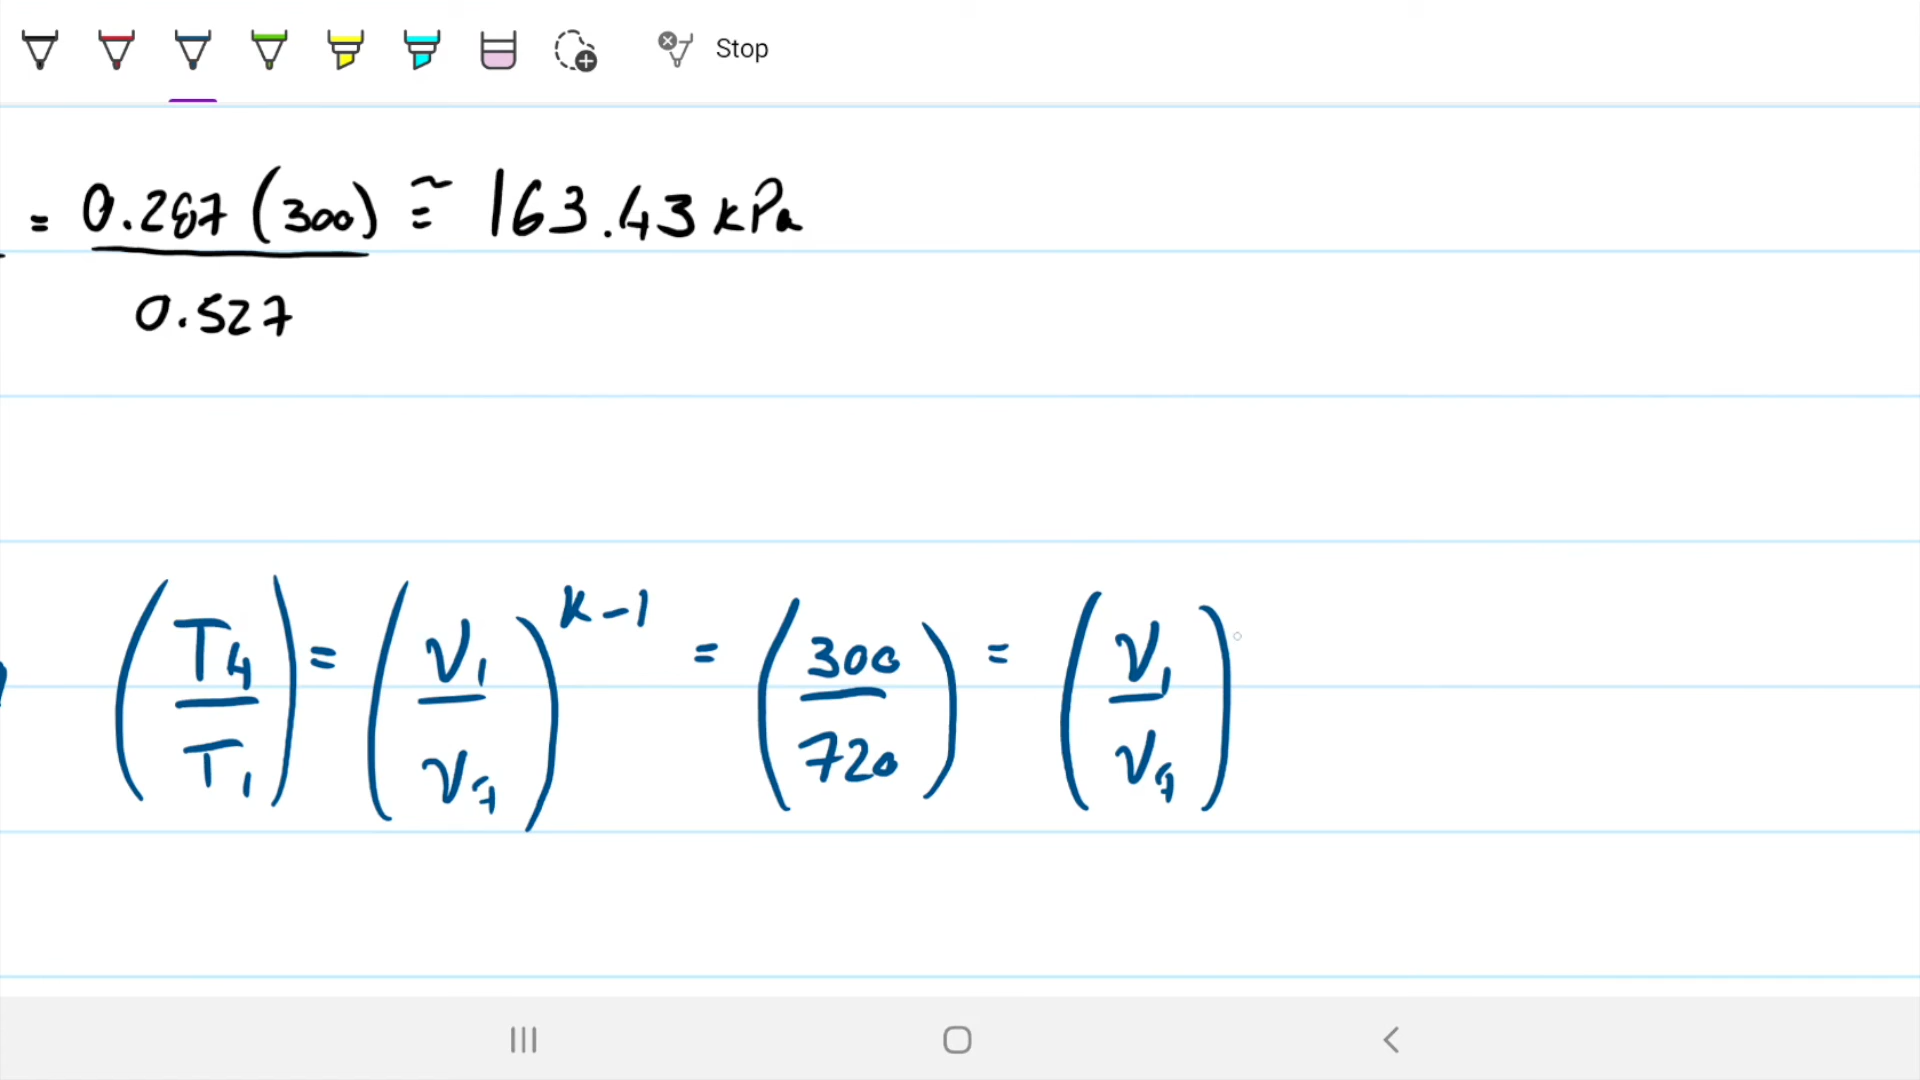 Stop
= 0.287 (300) ≅ 163.43 kPa
0.527
(T4/T1) = (v1/v4)^k-1 = (300/720) = (v1/v4)